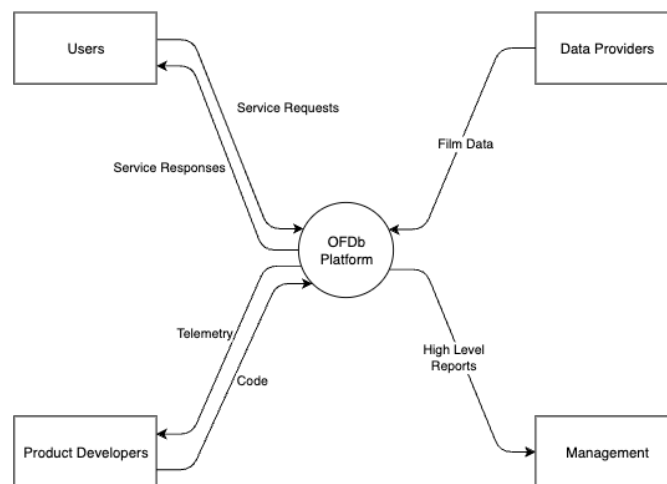 Users
Data Providers
Service Requests
Film Data
Service Responses
OFDb
Platform
Telemetry
High Level
Reports
Code
Product Developers
Management